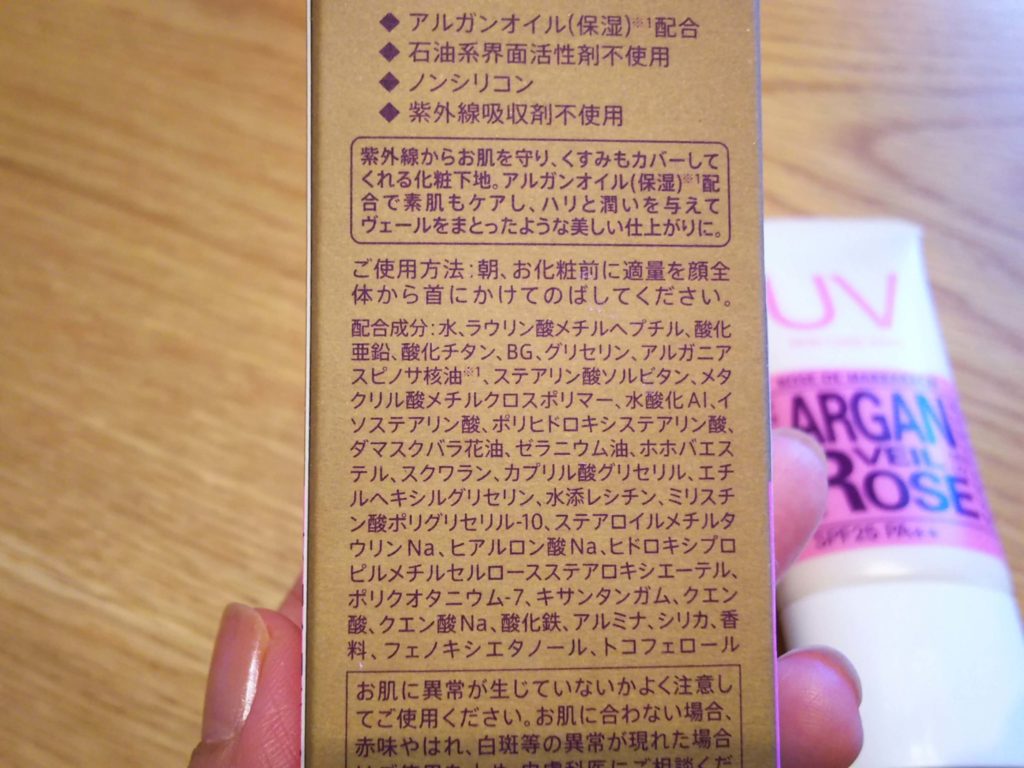 ◆ アルガンオイル(保湿)※1配合
◆ 石油系界面活性剤不使用
◆ ノンシリコン
◆ 紫外線吸収剤不使用
紫外線からお肌を守り、くすみもカバーして
くれる化粧下地。アルガンオイル(保湿)※1配
合で素肌もケアし、ハリと潤いを与えて
ヴェールをまとったような美しい仕上がりに。
ご使用方法:朝、お化粧前に適量を顔全
体から首にかけてのばしてください。
配合成分:水、ラウリン酸メチルヘプチル、酸化
亜鉛、酸化チタン、BG、グリセリン、アルガニア
スピノサ核油※1、ステアリン酸ソルビタン、メタ
クリル酸メチルクロスポリマー、水酸化Al、イ
ソステアリン酸、ポリヒドロキシステアリン酸、
ダマスクバラ花油、ゼラニウム油、ホホバエス
テル、スクワラン、カプリル酸グリセリル、エチ
ルヘキシルグリセリン、水添レシチン、ミリスチ
ン酸ポリグリセリル-10、ステアロイルメチルタ
ウリンNa、ヒアルロン酸Na、ヒドロキシプロ
ピルメチルセルロースステアロキシエーテル、
ポリクオタニウム-7、キサンタンガム、クエン
酸、クエン酸Na、酸化鉄、アルミナ、シリカ、香
料、フェノキシエタノール、トコフェロール
お肌に異常が生じていないかよく注意し
てご使用ください。お肌に合わない場合、
赤味やはれ、白斑等の異常が現れた場合
はご使用を止め、皮膚科医にご相談くだ
UV
ROSE DE MARRAKECH
ARGAN
VEIL
ROSE
SPF25 PA++